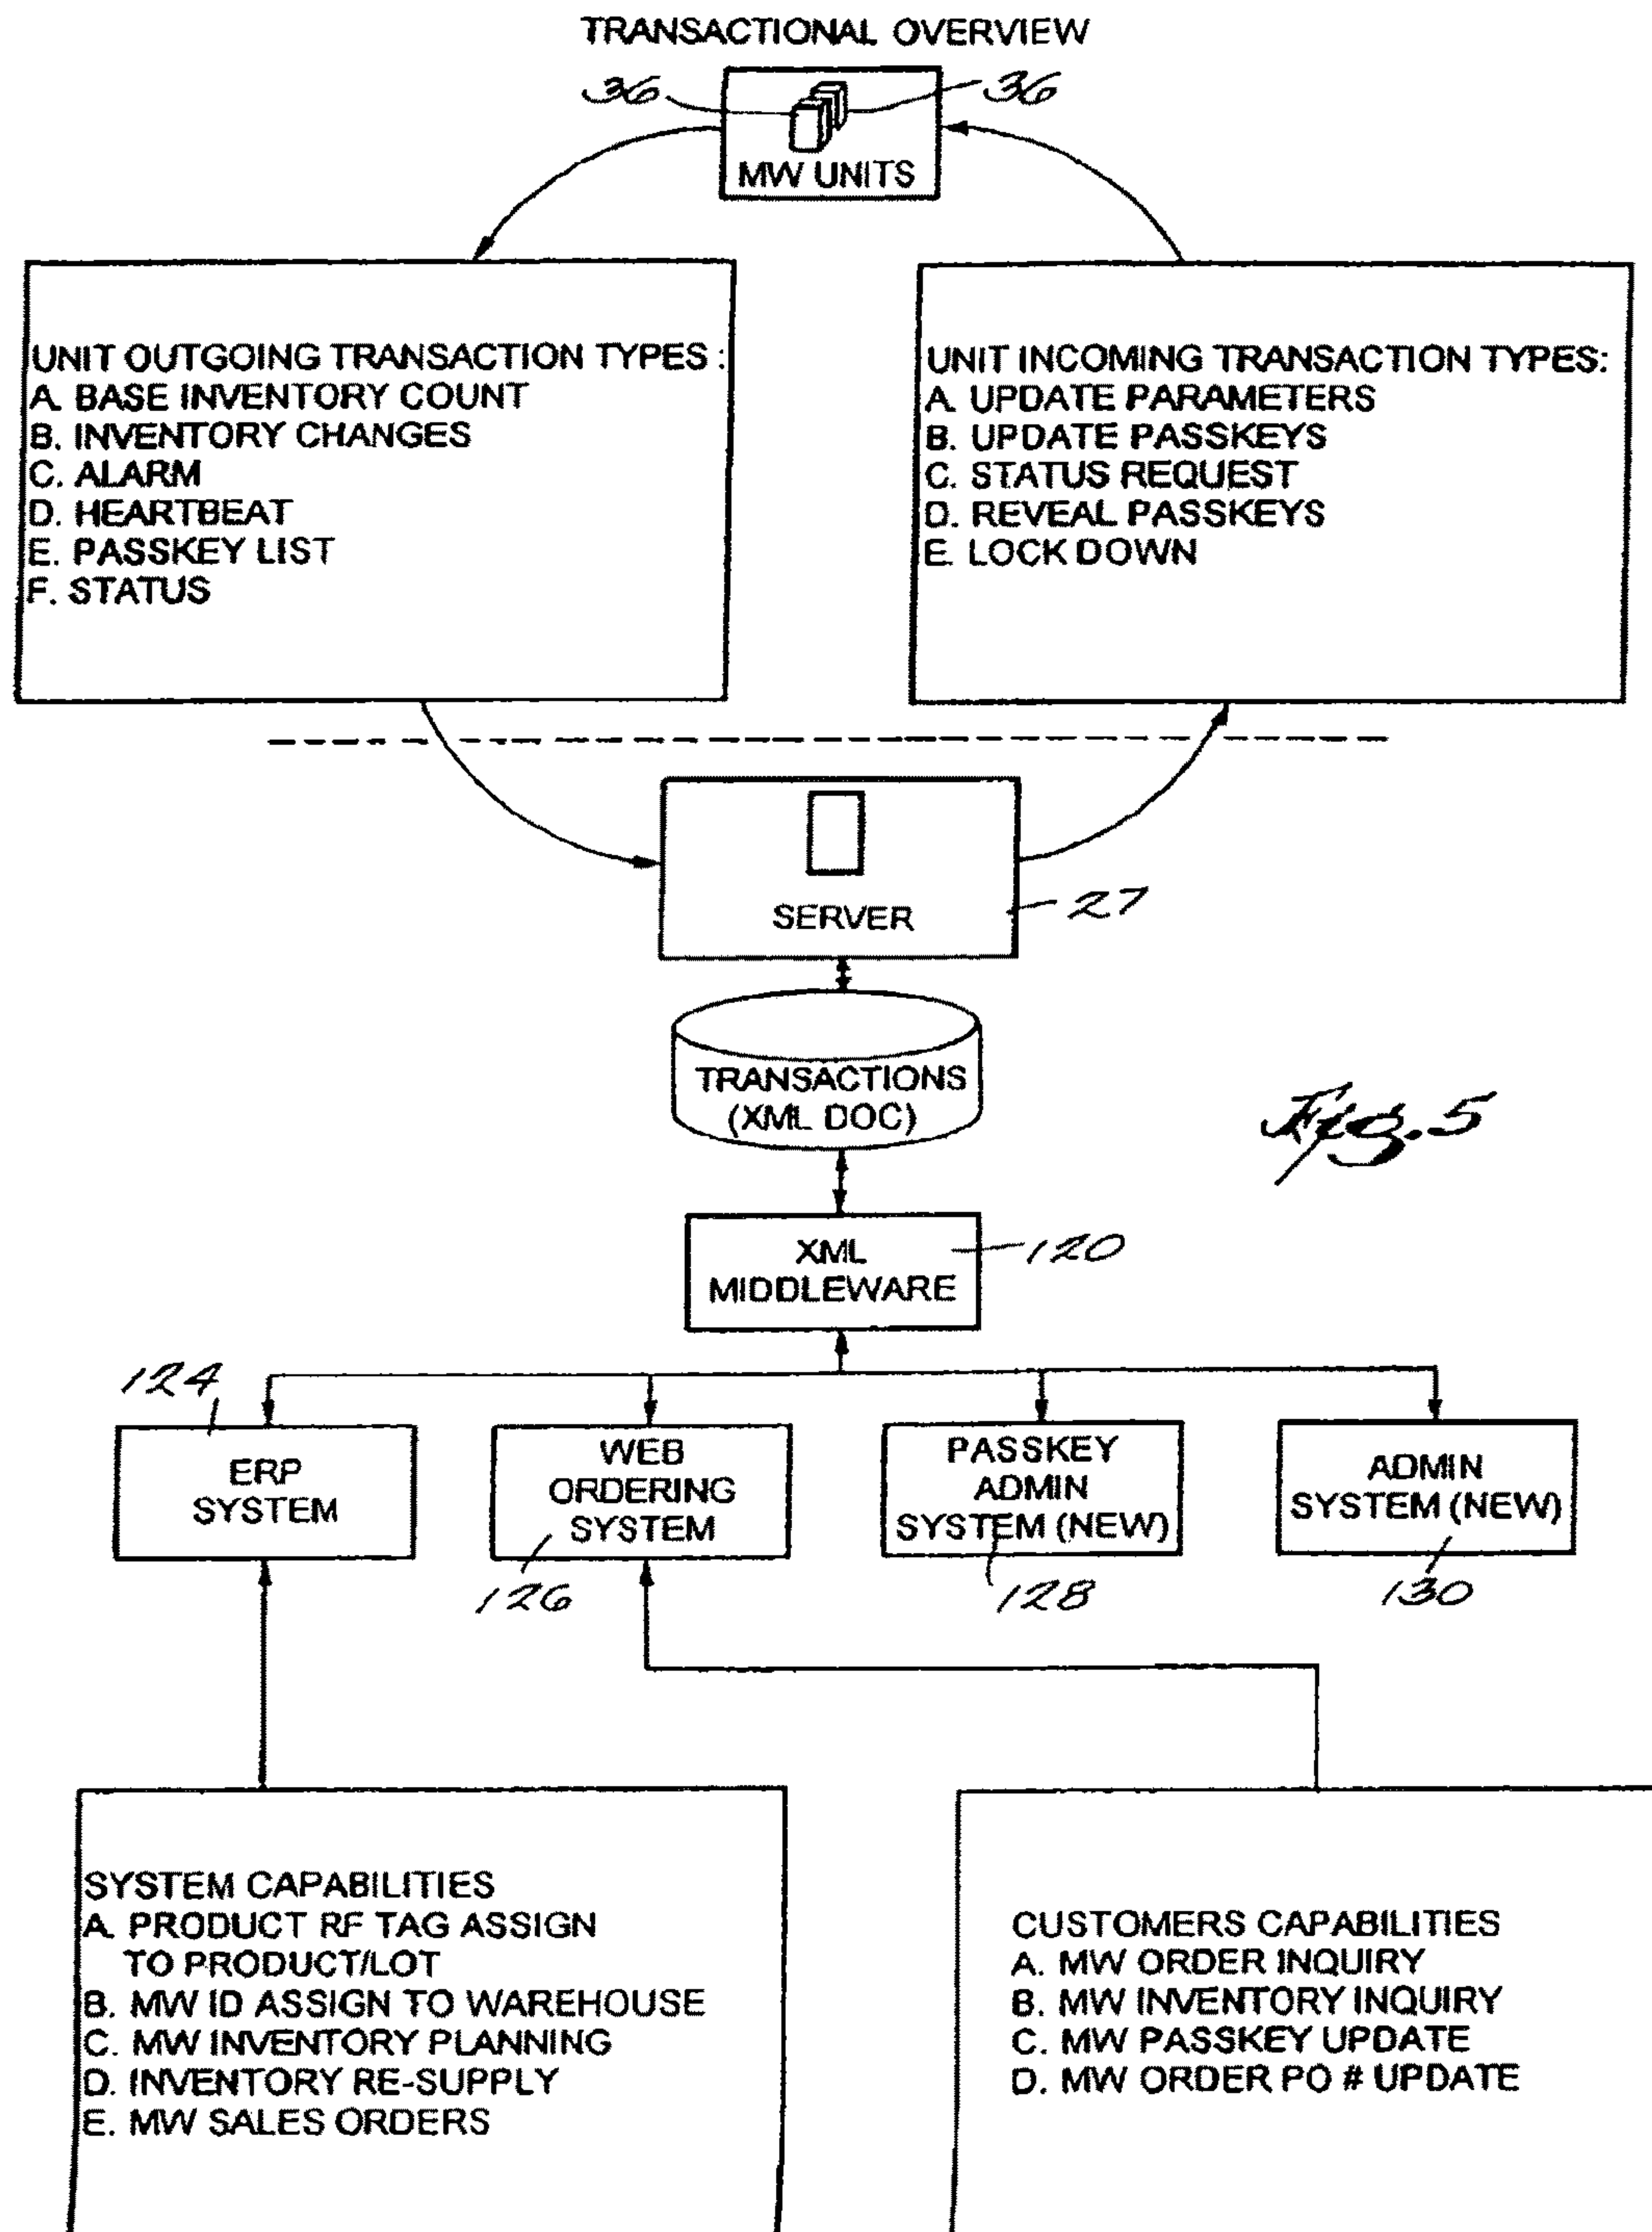 TRANSACTIONAL OVERVIEW
36
36
MW UNITS
UNIT OUTGOING TRANSACTION TYPES :
A. BASE INVENTORY COUNT
B. INVENTORY CHANGES
C. ALARM
D. HEARTBEAT
E. PASSKEY LIST
F. STATUS
UNIT INCOMING TRANSACTION TYPES:
A. UPDATE PARAMETERS
B. UPDATE PASSKEYS
C. STATUS REQUEST
D. REVEAL PASSKEYS
E. LOCK DOWN
SERVER
27
TRANSACTIONS
(XML DOC)
Fig. 5
XML
MIDDLEWARE
120
124
ERP
SYSTEM
WEB
ORDERING
SYSTEM
126
PASSKEY
ADMIN
SYSTEM (NEW)
128
ADMIN
SYSTEM (NEW)
130
SYSTEM CAPABILITIES
A. PRODUCT RF TAG ASSIGN
TO PRODUCT/LOT
B. MW ID ASSIGN TO WAREHOUSE
C. MW INVENTORY PLANNING
D. INVENTORY RE-SUPPLY
E. MW SALES ORDERS
CUSTOMERS CAPABILITIES
A. MW ORDER INQUIRY
B. MW INVENTORY INQUIRY
C. MW PASSKEY UPDATE
D. MW ORDER PO # UPDATE